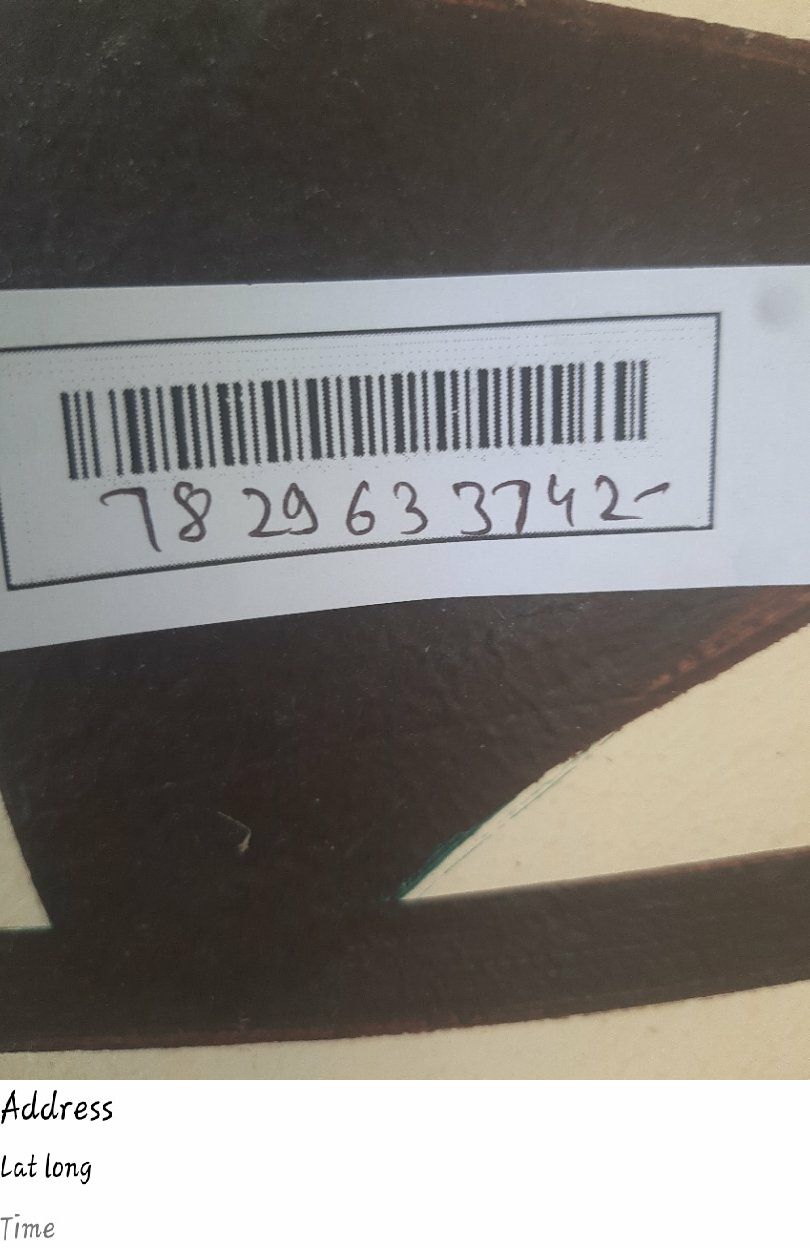 7829633742-
Address
Lat long
Time